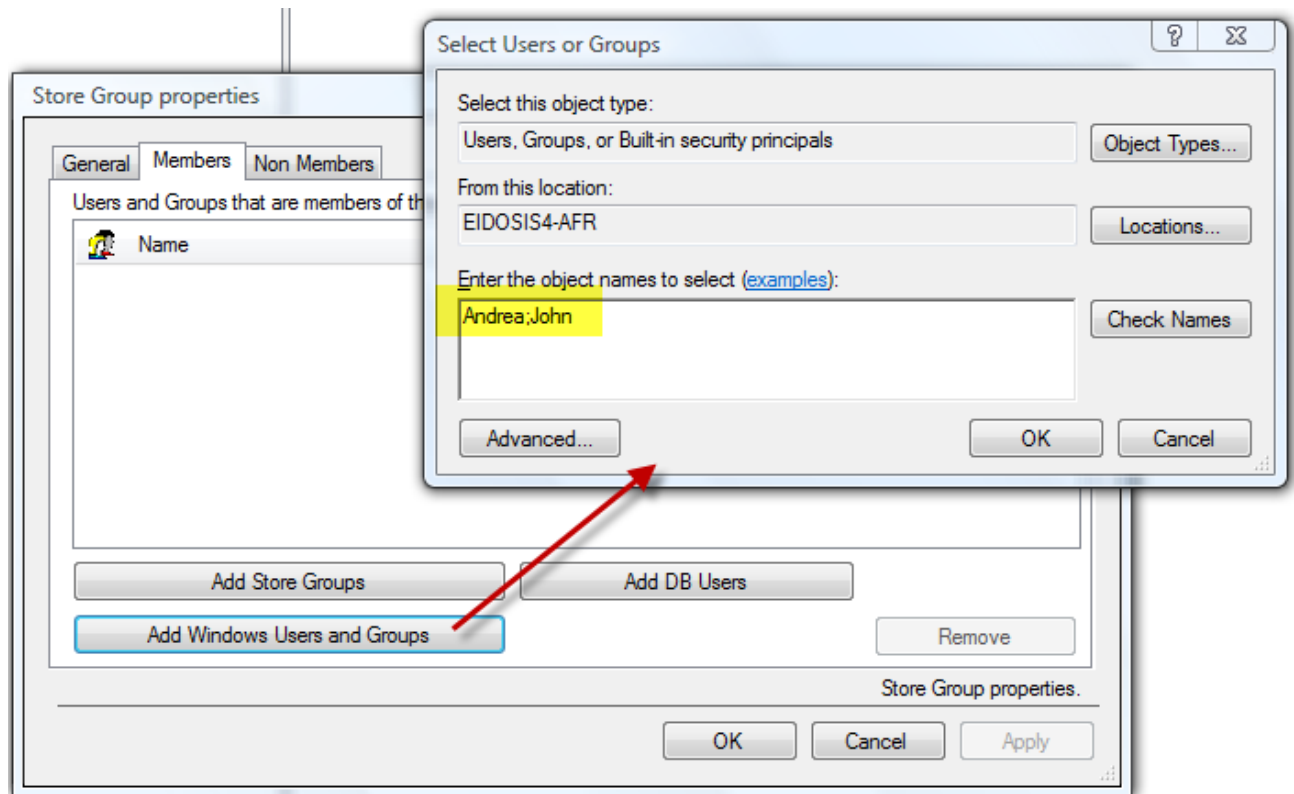 Select Users or Groups
Select this object type:
Users, Groups, or Built-in security principals
Object Types...
From this location:
EIDOSIS4-AFR
Locations...
Enter the object names to select (examples):
Andrea;John
Check Names
Advanced...
OK
Cancel
Store Group properties
General
Members
Non Members
Users and Groups that are members of th
Name
Add Store Groups
Add DB Users
Add Windows Users and Groups
Remove
Store Group properties.
OK
Cancel
Apply